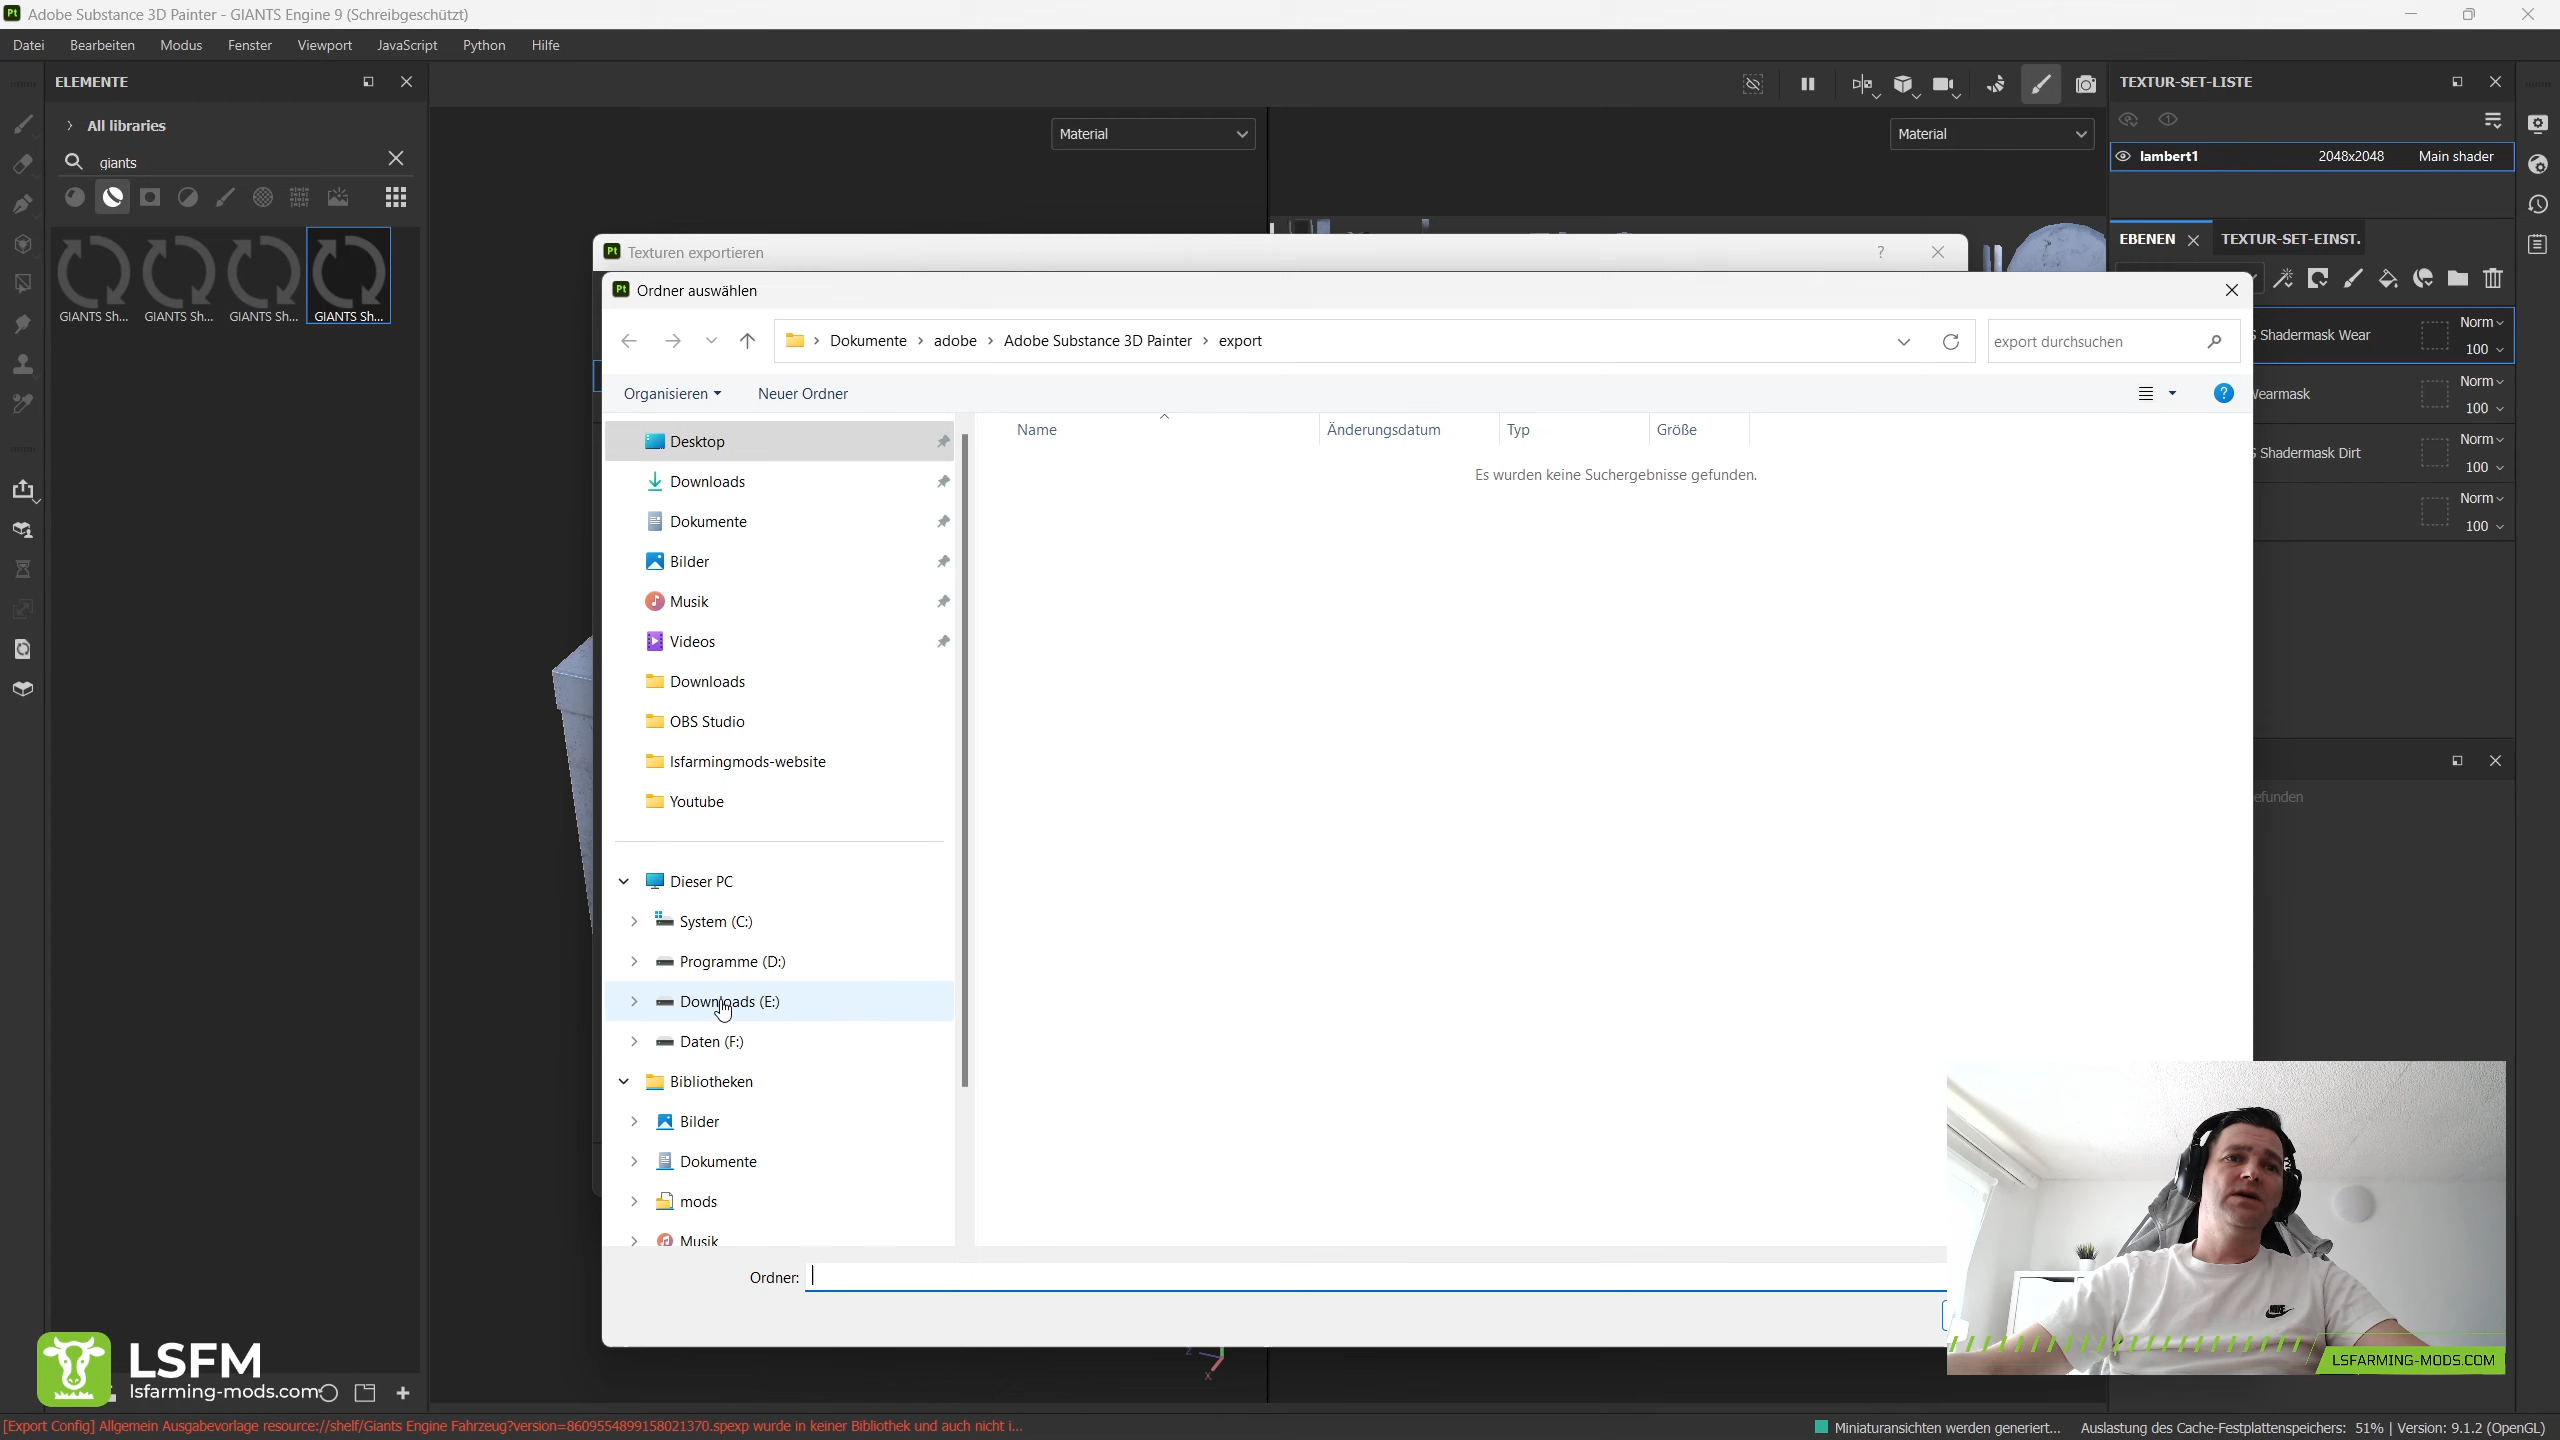 Adobe Substance 3D Painter - GIANTS Engine 9 (Schreibgeschützt)
Datei Bearbeiten Modus Fenster Viewport JavaScript Python Hilfe
ELEMENTE
All libraries
giants
GIANTS Sh... GIANTS Sh... GIANTS Sh... GIANTS Sh...
Material
Material
TEXTUR-SET-LISTE
lambert1 2048x2048 Main shader
EBENEN TEXTUR-SET-EINST.
Shadermask Wear Norm 100
earmask Norm 100
Shadermask Dirt Norm 100
Norm 100
efunden
Texturen exportieren
Ordner auswählen
Dokumente > adobe > Adobe Substance 3D Painter > export
export durchsuchen
Organisieren Neuer Ordner
Name Änderungsdatum Typ Größe
Es wurden keine Suchergebnisse gefunden.
Desktop
Downloads
Dokumente
Bilder
Musik
Videos
Downloads
OBS Studio
lsfarmingmods-website
Youtube
Dieser PC
System (C:)
Programme (D:)
Downloads (E:)
Daten (F:)
Bibliotheken
Bilder
Dokumente
mods
Musik
Ordner:
LSFM
lsfarming-mods.com
LSFARMING-MODS.COM
[Export Config] Allgemein Ausgabevorlage resource://shelf/Giants Engine Fahrzeug?version=8609554899158021370.spexp wurde in keiner Bibliothek und auch nicht i...
Miniaturansichten werden generiert... Auslastung des Cache-Festplattenspeichers: 51% | Version: 9.1.2 (OpenGL)